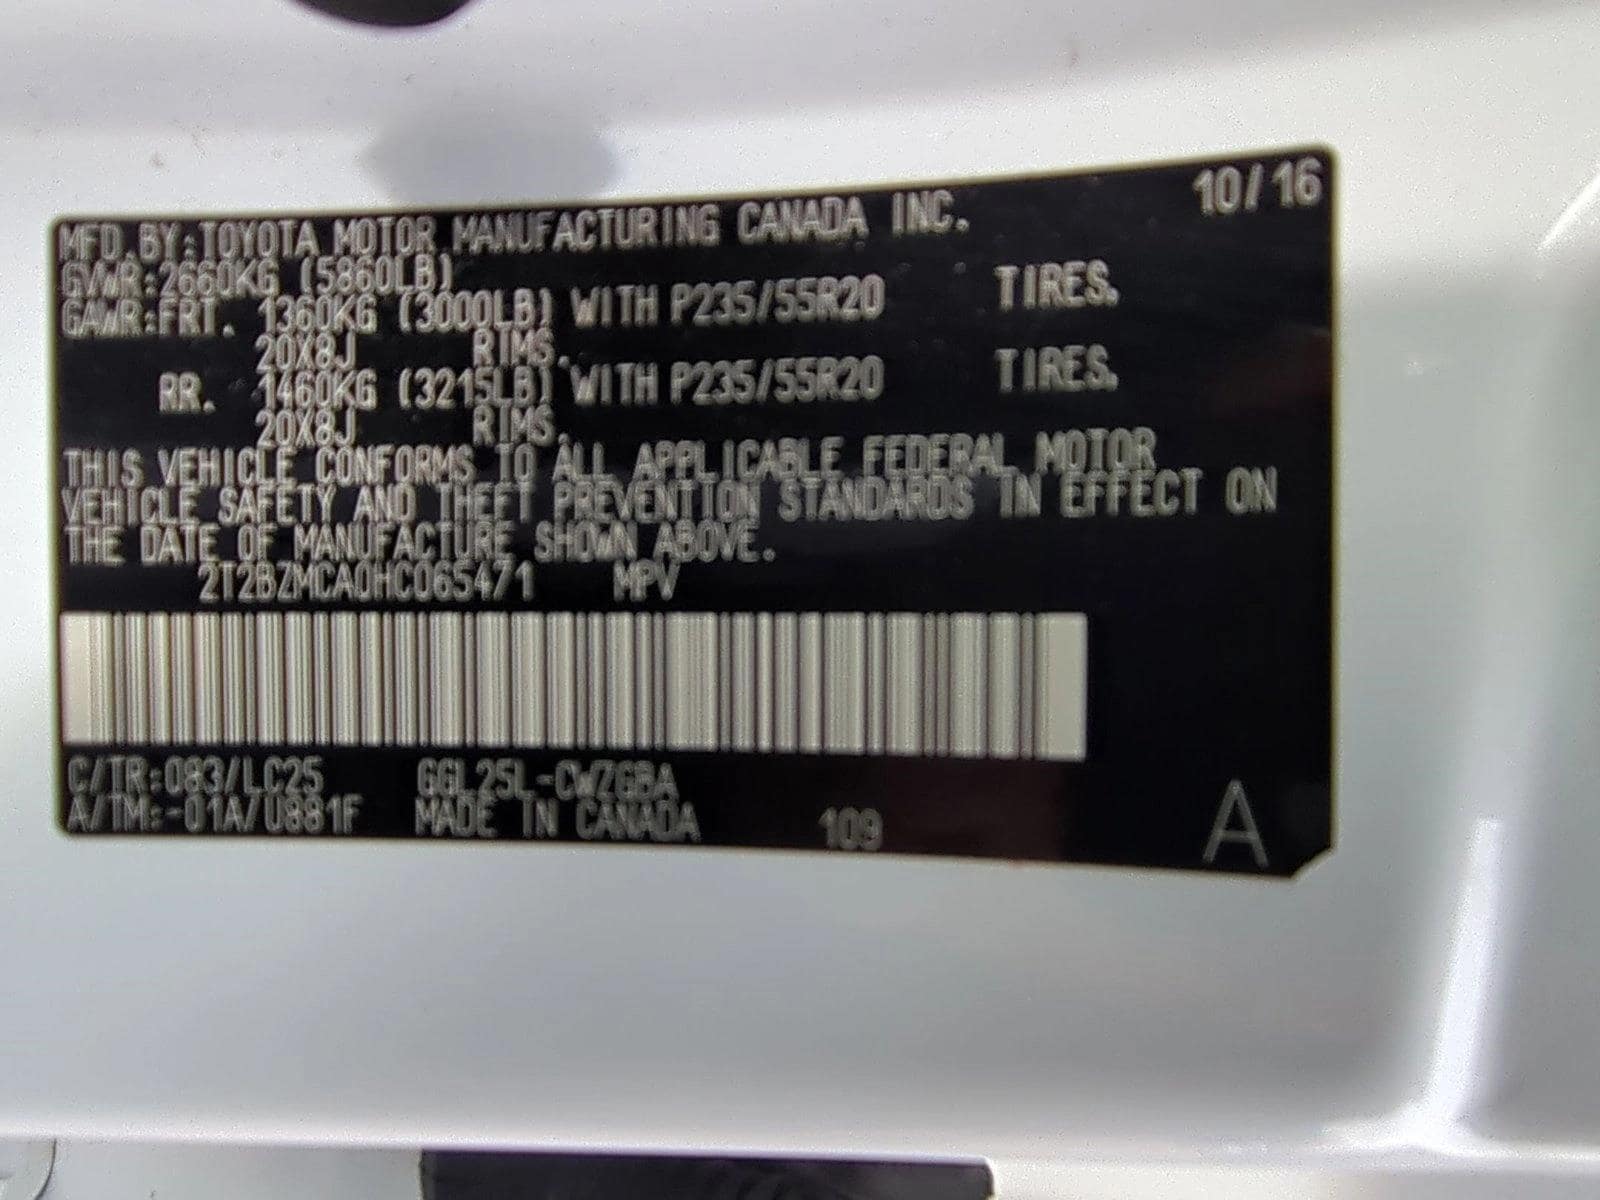 10/16
MFD.BY:TOYOTA MOTOR MANUFACTURING CANADA INC.
GVWR:2660KG (5860LB)
GAWR:FRT. 1360KG (3000LB) WITH P235/55R20 TIRES,
20X8J RIMS.
RR. 1460KG (3215LB) WITH P235/55R20 TIRES,
20X8J RIMS.
THIS VEHICLE CONFORMS TO ALL APPLICABLE FEDERAL MOTOR
VEHICLE SAFETY AND THEFT PREVENTION STANDARDS IN EFFECT ON
THE DATE OF MANUFACTURE SHOWN ABOVE.
2T2BZMCA0HC065471 MPV
C/TR:083/LC25 GGL25L-CWZGBA
A/TM:-01A/U881F MADE IN CANADA 109
A